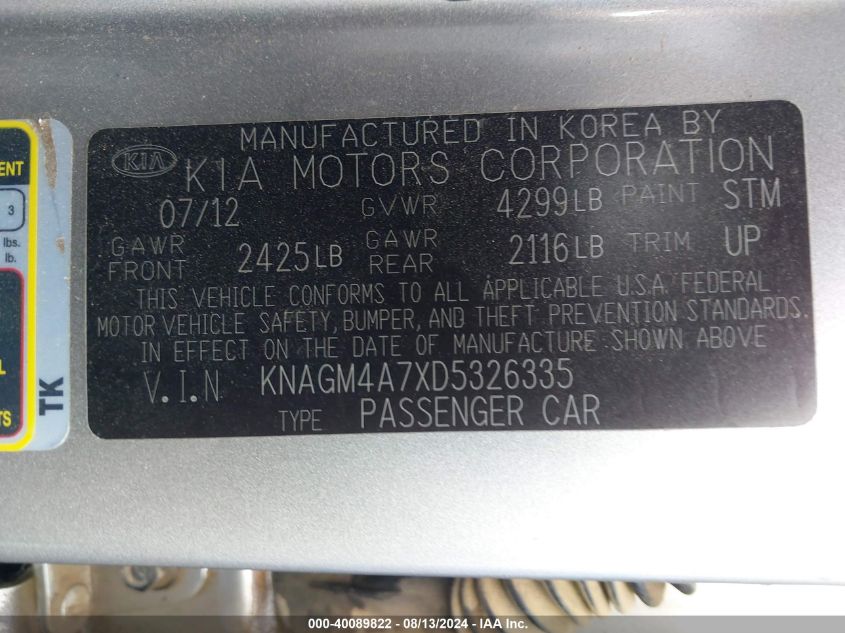 MANUFACTURED IN KOREA BY
KIA KIA MOTORS CORPORATION
07/12 GVWR 4299LB PAINT STM
GAWR FRONT 2425LB GAWR REAR 2116LB TRIM UP
THIS VEHICLE CONFORMS TO ALL APPLICABLE U.S.A. FEDERAL
MOTOR VEHICLE SAFETY, BUMPER, AND THEFT PREVENTION STANDARDS.
IN EFFECT ON THE DATE OF MANUFACTURE SHOWN ABOVE
V.I.N KNAGM4A7XD5326335
TYPE PASSENGER CAR
3
lbs.
lb.
TK
000-40089822 - 08/13/2024 - IAA Inc.